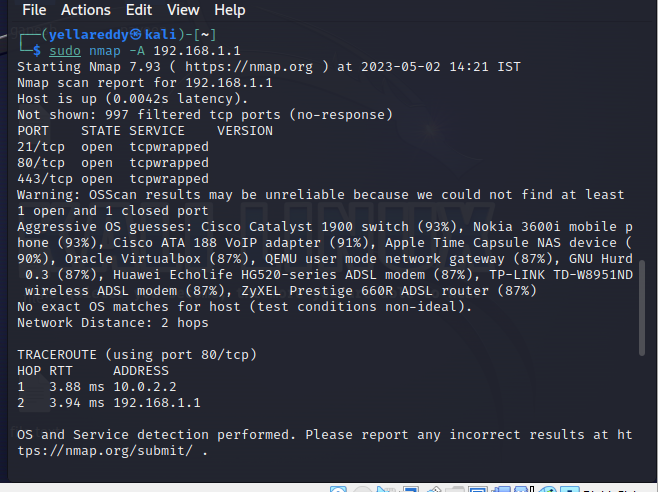 File Actions Edit View Help
┌──(yellareddy㉿kali)-[~]
└─$ sudo nmap -A 192.168.1.1
Starting Nmap 7.93 ( https://nmap.org ) at 2023-05-02 14:21 IST
Nmap scan report for 192.168.1.1
Host is up (0.0042s latency).
Not shown: 997 filtered tcp ports (no-response)
PORT    STATE SERVICE    VERSION
21/tcp  open  tcpwrapped
80/tcp  open  tcpwrapped
443/tcp open  tcpwrapped
Warning: OSScan results may be unreliable because we could not find at least
1 open and 1 closed port
Aggressive OS guesses: Cisco Catalyst 1900 switch (93%), Nokia 3600i mobile p
hone (93%), Cisco ATA 188 VoIP adapter (91%), Apple Time Capsule NAS device (
90%), Oracle Virtualbox (87%), QEMU user mode network gateway (87%), GNU Hurd
 0.3 (87%), Huawei Echolife HG520-series ADSL modem (87%), TP-LINK TD-W8951ND
 wireless ADSL modem (87%), ZyXEL Prestige 660R ADSL router (87%)
No exact OS matches for host (test conditions non-ideal).
Network Distance: 2 hops
TRACEROUTE (using port 80/tcp)
HOP RTT     ADDRESS
1   3.88 ms 10.0.2.2
2   3.94 ms 192.168.1.1
OS and Service detection performed. Please report any incorrect results at ht
tps://nmap.org/submit/ .